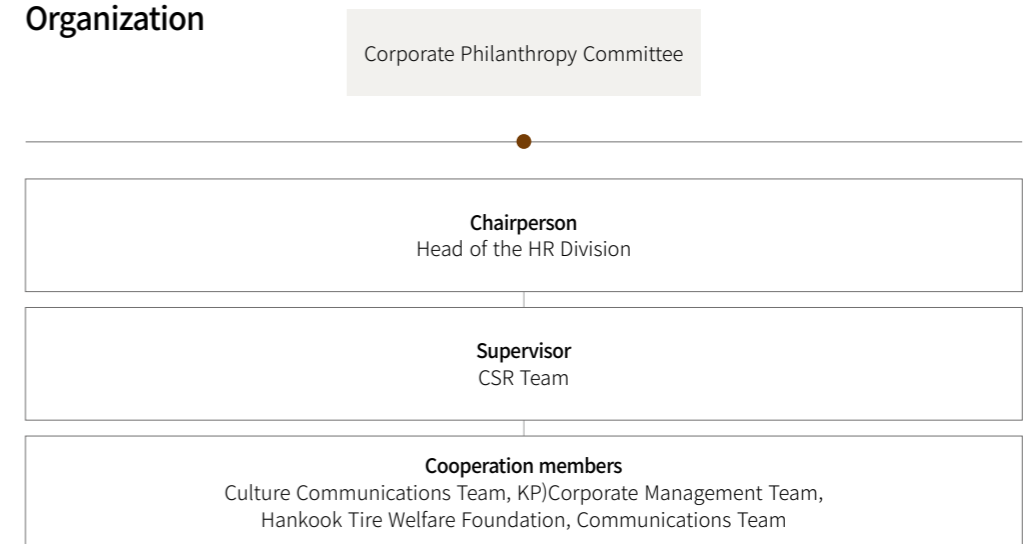 Organization
Corporate Philanthropy Committee
Chairperson
Head of the HR Division
Supervisor
CSR Team
Cooperation members
Culture Communications Team, KP)Corporate Management Team,
Hankook Tire Welfare Foundation, Communications Team